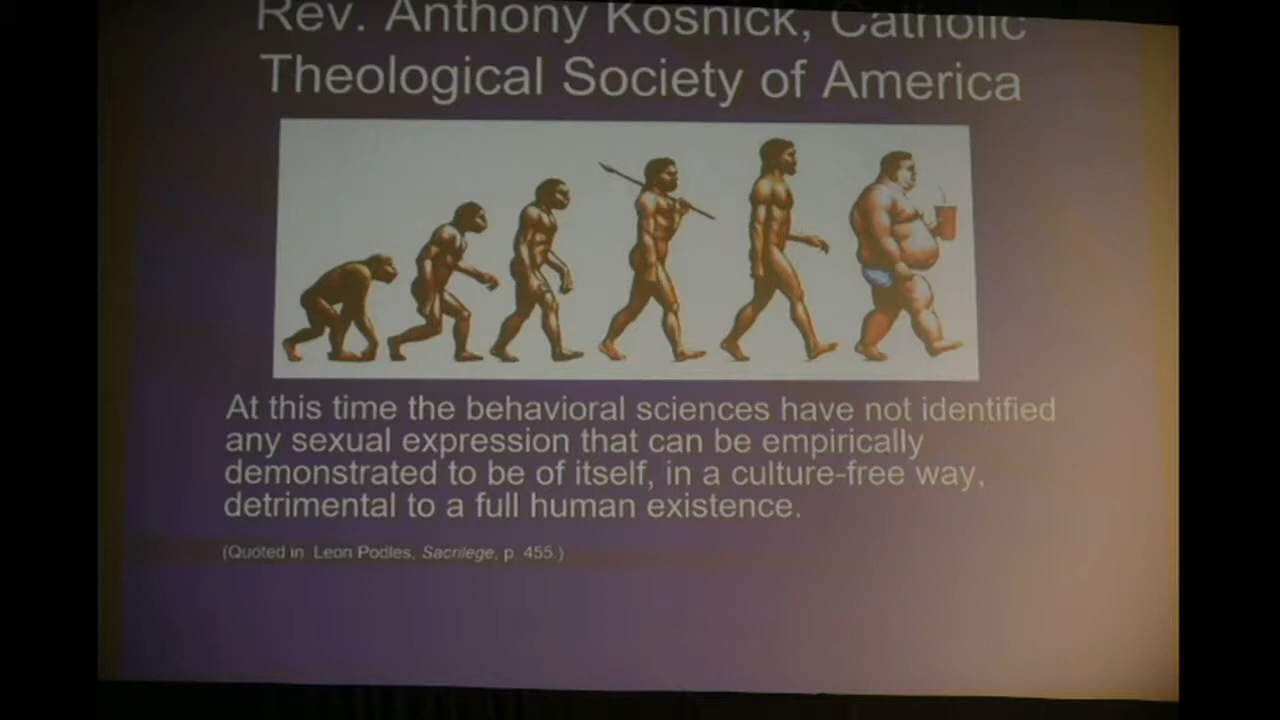 Rev. Anthony Kosnick, Catholic
Theological Society of America
At this time the behavioral sciences have not identified
any sexual expression that can be empirically
demonstrated to be of itself, in a culture-free way,
detrimental to a full human existence.
(Quoted in Leon Podles, Sacrilege, p. 455.)